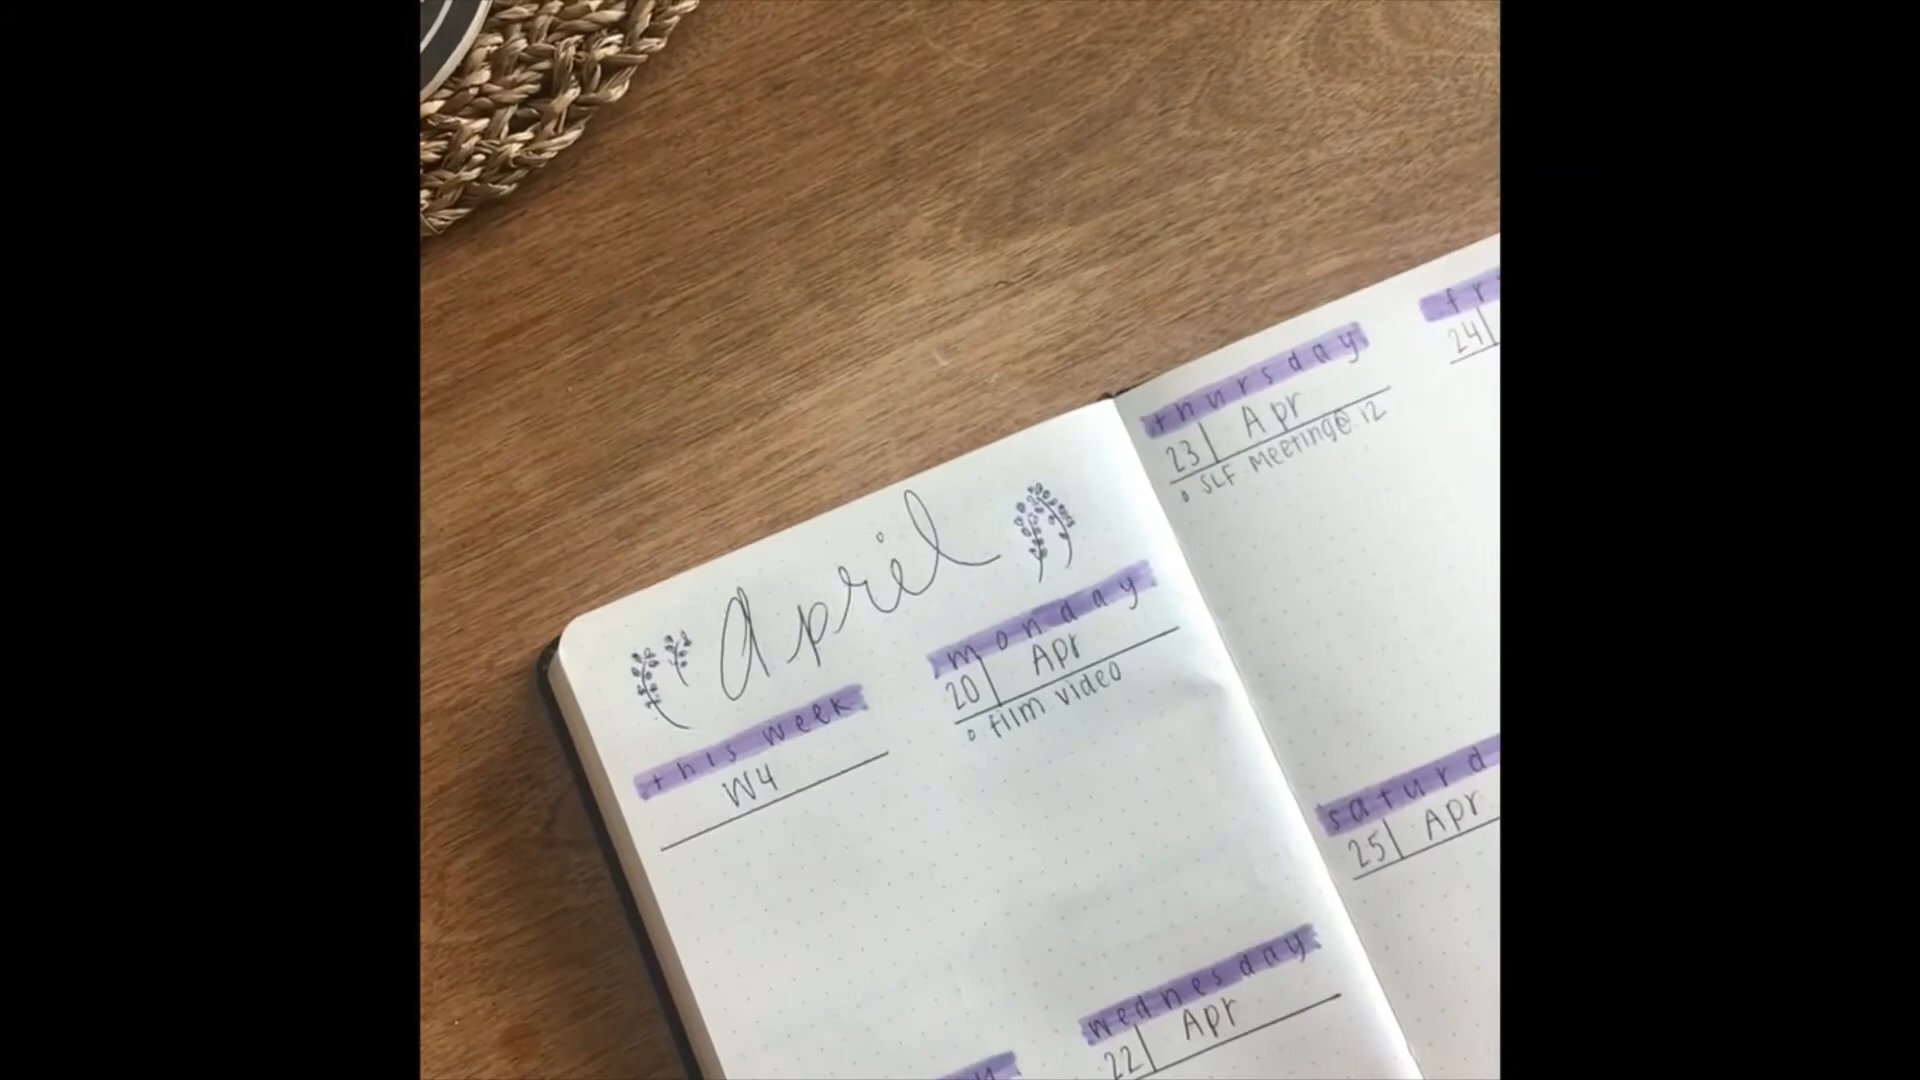 April
this week
W4
monday
20 | Apr
o film video
wednesday
22 | Apr
thursday
23 | Apr
o SLF Meeting@ 12
24 |
saturd
25 | Apr